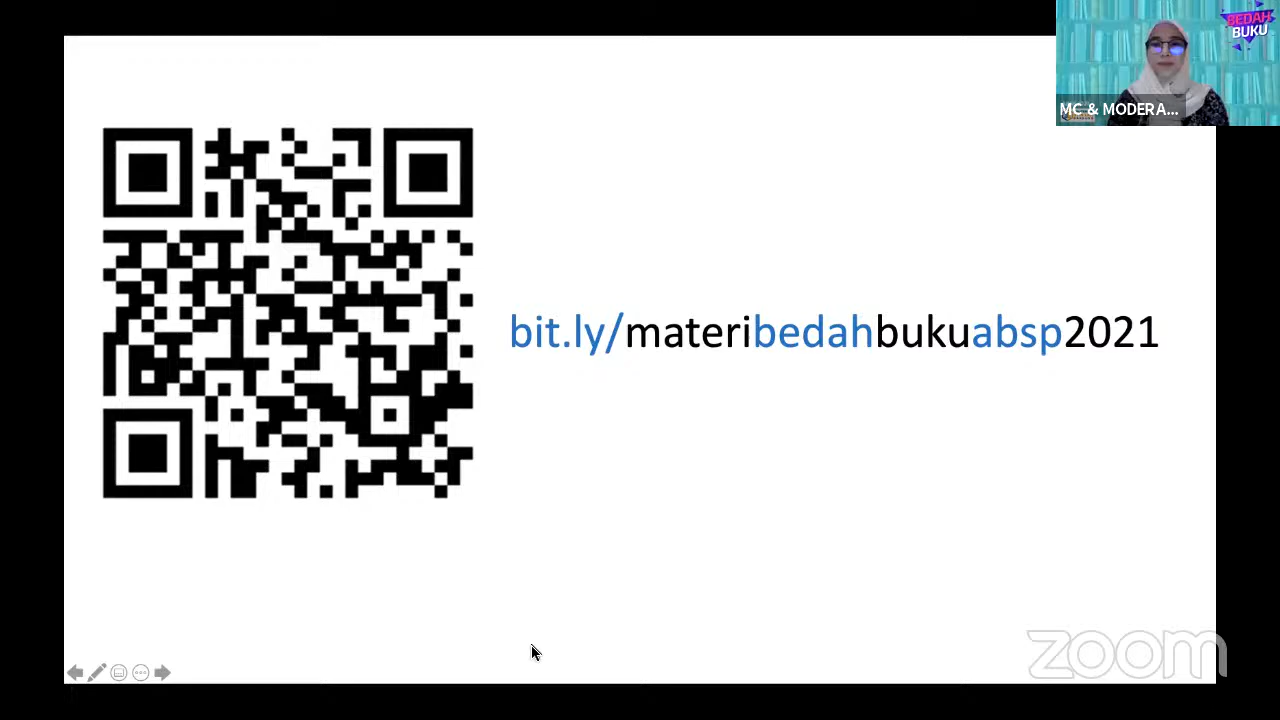 BEDAH
BUKU
MC & MODERA...
bit.ly/materibedahbukuabsp2021
zoom